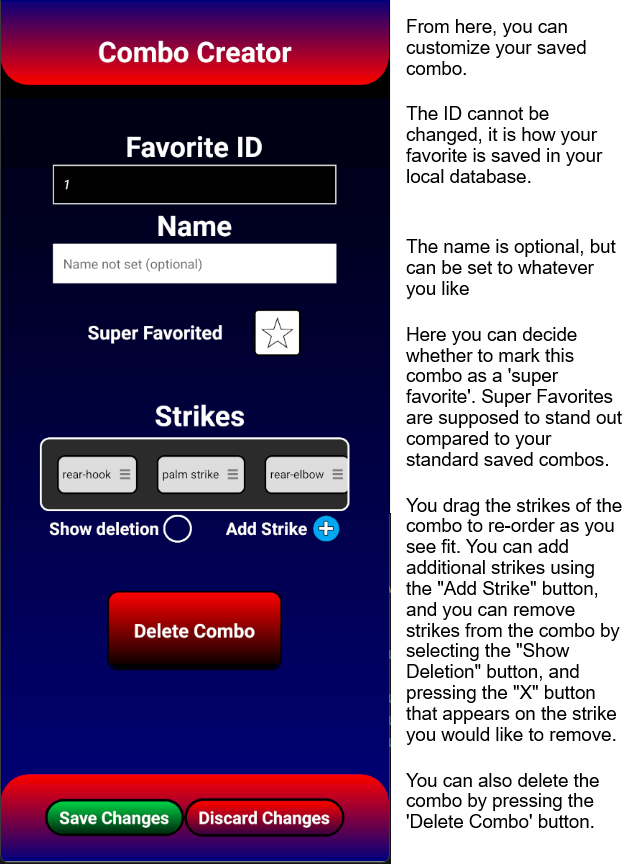 Combo Creator
Favorite ID
1
Name
Name not set (optional)
Super Favorited
Strikes
rear-hook
palm strike
rear-elbow
Show deletion
Add Strike
Delete Combo
Save Changes
Discard Changes
From here, you can
customize your saved
combo.
The ID cannot be
changed, it is how your
favorite is saved in your
local database.
The name is optional, but
can be set to whatever
you like
Here you can decide
whether to mark this
combo as a 'super
favorite'. Super Favorites
are supposed to stand out
compared to your
standard saved combos.
You drag the strikes of the
combo to re-order as you
see fit. You can add
additional strikes using
the "Add Strike" button,
and you can remove
strikes from the combo by
selecting the "Show
Deletion" button, and
pressing the "X" button
that appears on the strike
you would like to remove.
You can also delete the
combo by pressing the
'Delete Combo' button.